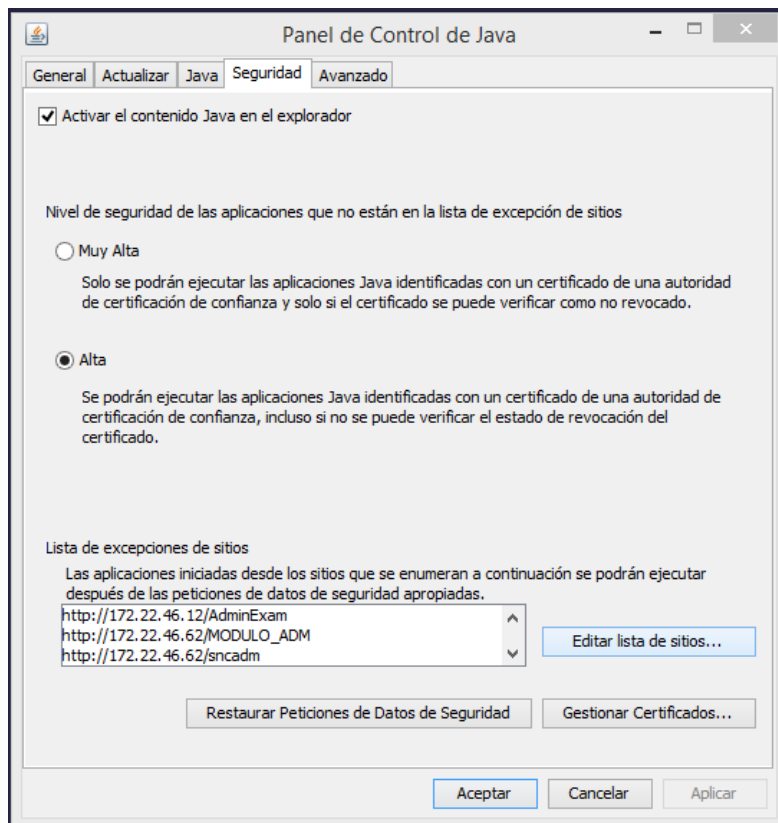 Panel de Control de Java
General Actualizar Java Seguridad Avanzado
Activar el contenido Java en el explorador
Nivel de seguridad de las aplicaciones que no están en la lista de excepción de sitios
Muy Alta
Solo se podrán ejecutar las aplicaciones Java identificadas con un certificado de una autoridad
de certificación de confianza y solo si el certificado se puede verificar como no revocado.
Alta
Se podrán ejecutar las aplicaciones Java identificadas con un certificado de una autoridad de
certificación de confianza, incluso si no se puede verificar el estado de revocación del
certificado.
Lista de excepciones de sitios
Las aplicaciones iniciadas desde los sitios que se enumeran a continuación se podrán ejecutar
después de las peticiones de datos de seguridad apropiadas.
http://172.22.46.12/AdminExam
http://172.22.46.62/MODULO_ADM
http://172.22.46.62/sncadm
Editar lista de sitios...
Restaurar Peticiones de Datos de Seguridad Gestionar Certificados...
Aceptar Cancelar Aplicar